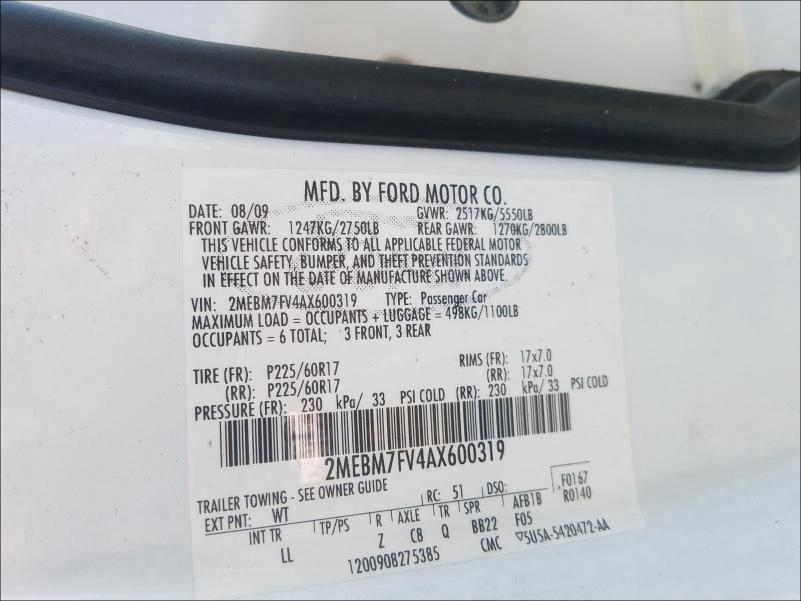 MFD. BY FORD MOTOR CO.
DATE: 08/09 GVWR: 2517KG/5550LB
FRONT GAWR: 1247KG/2750LB REAR GAWR: 1270KG/2800LB
THIS VEHICLE CONFORMS TO ALL APPLICABLE FEDERAL MOTOR
VEHICLE SAFETY, BUMPER, AND THEFT PREVENTION STANDARDS
IN EFFECT ON THE DATE OF MANUFACTURE SHOWN ABOVE.
VIN: 2MEBM7FV4AX600319 TYPE: Passenger Car
MAXIMUM LOAD = OCCUPANTS + LUGGAGE = 498KG/1100LB
OCCUPANTS = 6 TOTAL; 3 FRONT, 3 REAR
TIRE (FR): P225/60R17 RIMS (FR): 17x7.0
(RR): P225/60R17 (RR): 17x7.0
PRESSURE (FR): 230 kPa/ 33 PSI COLD (RR): 230 kPa/ 33 PSI COLD
2MEBM7FV4AX600319
TRAILER TOWING - SEE OWNER GUIDE
EXT PNT: WT RC: 51 DSO: F0167
INT TR TP/PS R AXLE TR SPR AFB1B R0140
LL Z C8 Q BB22 F05
1200908275385 CMC ▽5U5A-5420472-AA